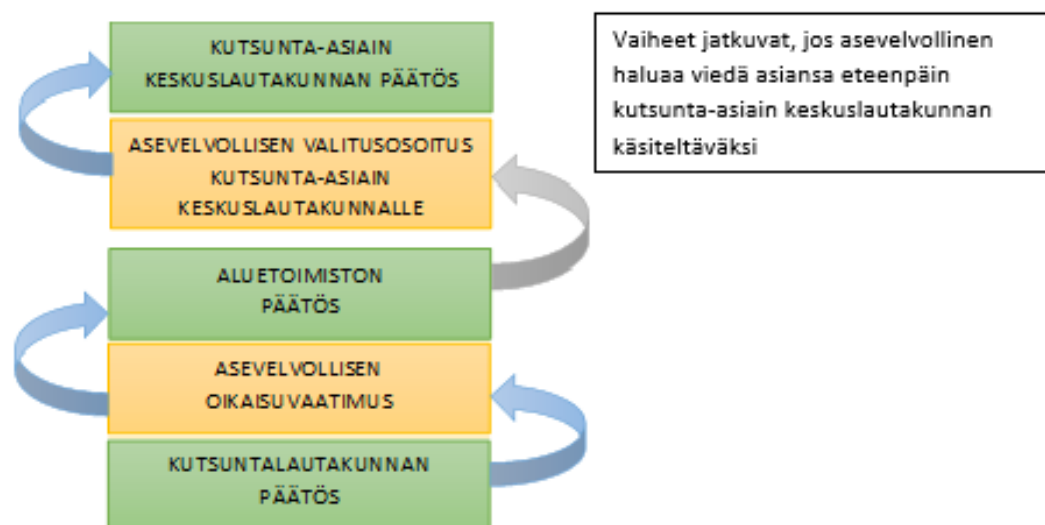 KUTSUNTA-ASIAIN
KESKUSLAUTAKUNNAN PÄÄTÖS
ASEVELVOLLISEN VALITUSOSOITUS
KUTSUNTA-ASIAIN
KESKUSLAUTAKUNNALLE
ALUETOIMISTON
PÄÄTÖS
ASEVELVOLLISEN
OIKAISUVAATIMUS
KUTSUNTALAUTAKUNNAN
PÄÄTÖS
Vaiheet jatkuvat, jos asevelvollinen
haluaa viedä asiansa eteenpäin
kutsunta-asiain keskuslautakunnan
käsiteltäväksi